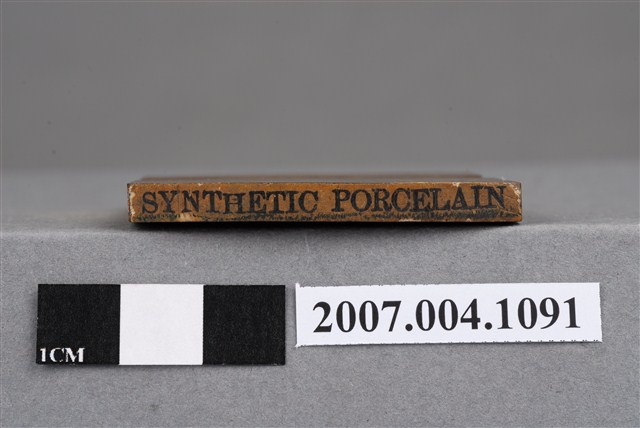 SYNTHETIC PORCELAIN
1CM
2007.004.1091